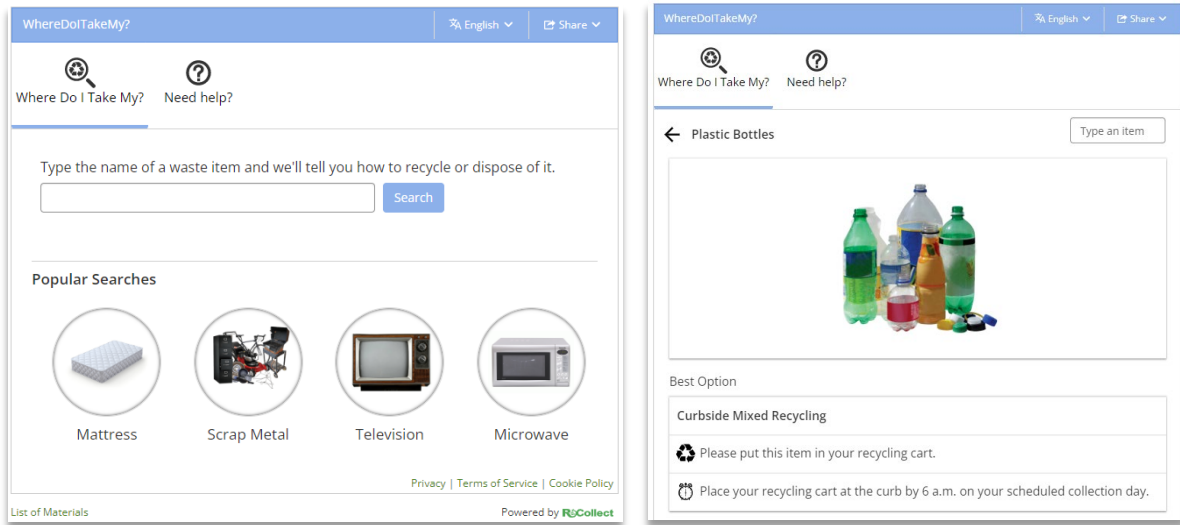 WhereDoITakeMy?
English
Share
Where Do I Take My?
Need help?
Type the name of a waste item and we'll tell you how to recycle or dispose of it.
Search
Popular Searches
Mattress
Scrap Metal
Television
Microwave
Privacy | Terms of Service | Cookie Policy
List of Materials
Powered by ReCollect
WhereDoITakeMy?
English
Share
Where Do I Take My?
Need help?
Plastic Bottles
Type an item
Best Option
Curbside Mixed Recycling
Please put this item in your recycling cart.
Place your recycling cart at the curb by 6 a.m. on your scheduled collection day.